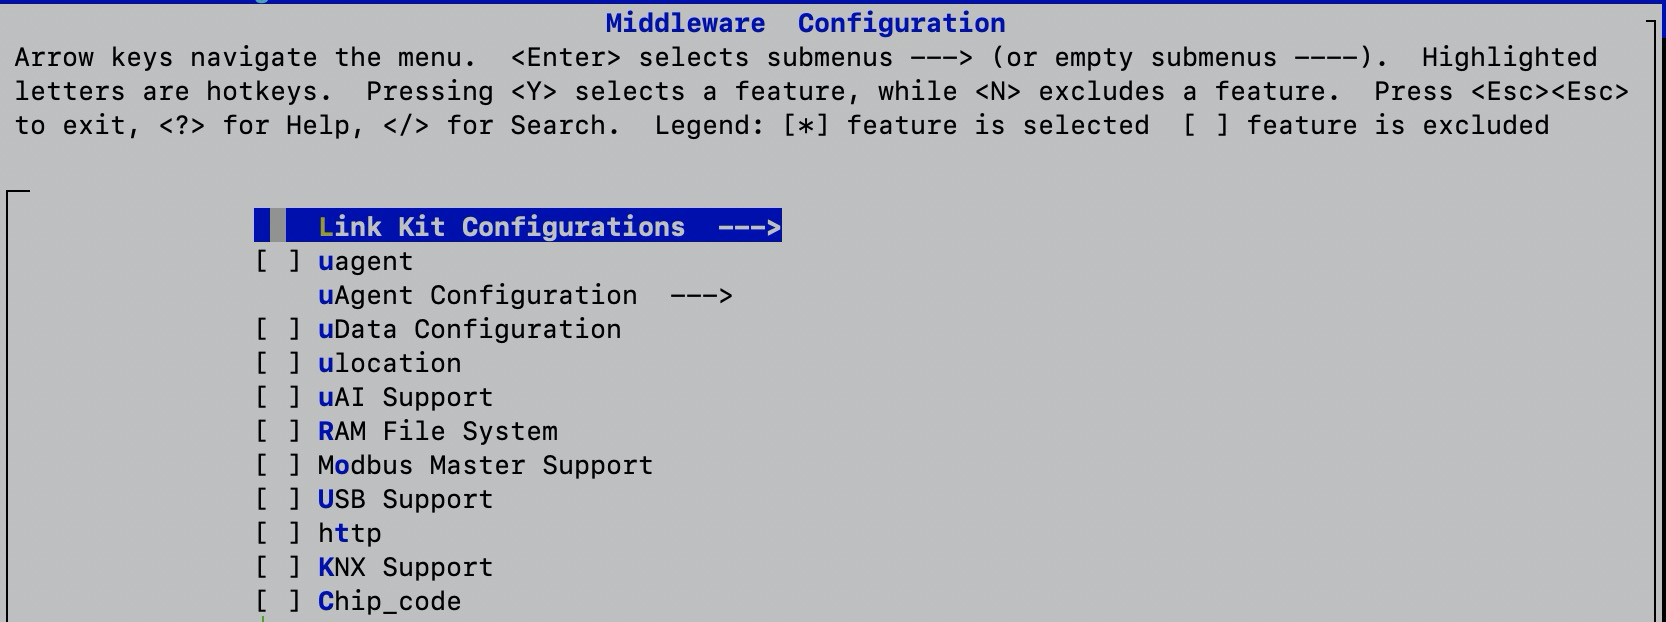 Middleware  Configuration
Arrow keys navigate the menu.  <Enter> selects submenus ---> (or empty submenus ----).  Highlighted
letters are hotkeys.  Pressing <Y> selects a feature, while <N> excludes a feature.  Press <Esc><Esc>
to exit, <?> for Help, </> for Search.  Legend: [*] feature is selected  [ ] feature is excluded
Link Kit Configurations  --->
[ ] uagent
uAgent Configuration  --->
[ ] uData Configuration
[ ] ulocation
[ ] uAI Support
[ ] RAM File System
[ ] Modbus Master Support
[ ] USB Support
[ ] http
[ ] KNX Support
[ ] Chip_code